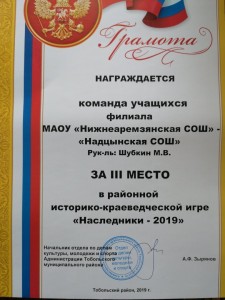 Грамота
НАГРАЖДАЕТСЯ
команда учащихся
филиала
МАОУ «Нижнеаремзянская СОШ» -
«Надцынская СОШ»
Рук-ль: Шубкин М.В.
ЗА III МЕСТО
в районной
историко-краеведческой игре
«Наследники - 2019»
Начальник отдела по делам
культуры, молодежи и спорта
Администрации Тобольского
муниципального района
А.Ф. Зырянов
Тобольский район, 2019 г.